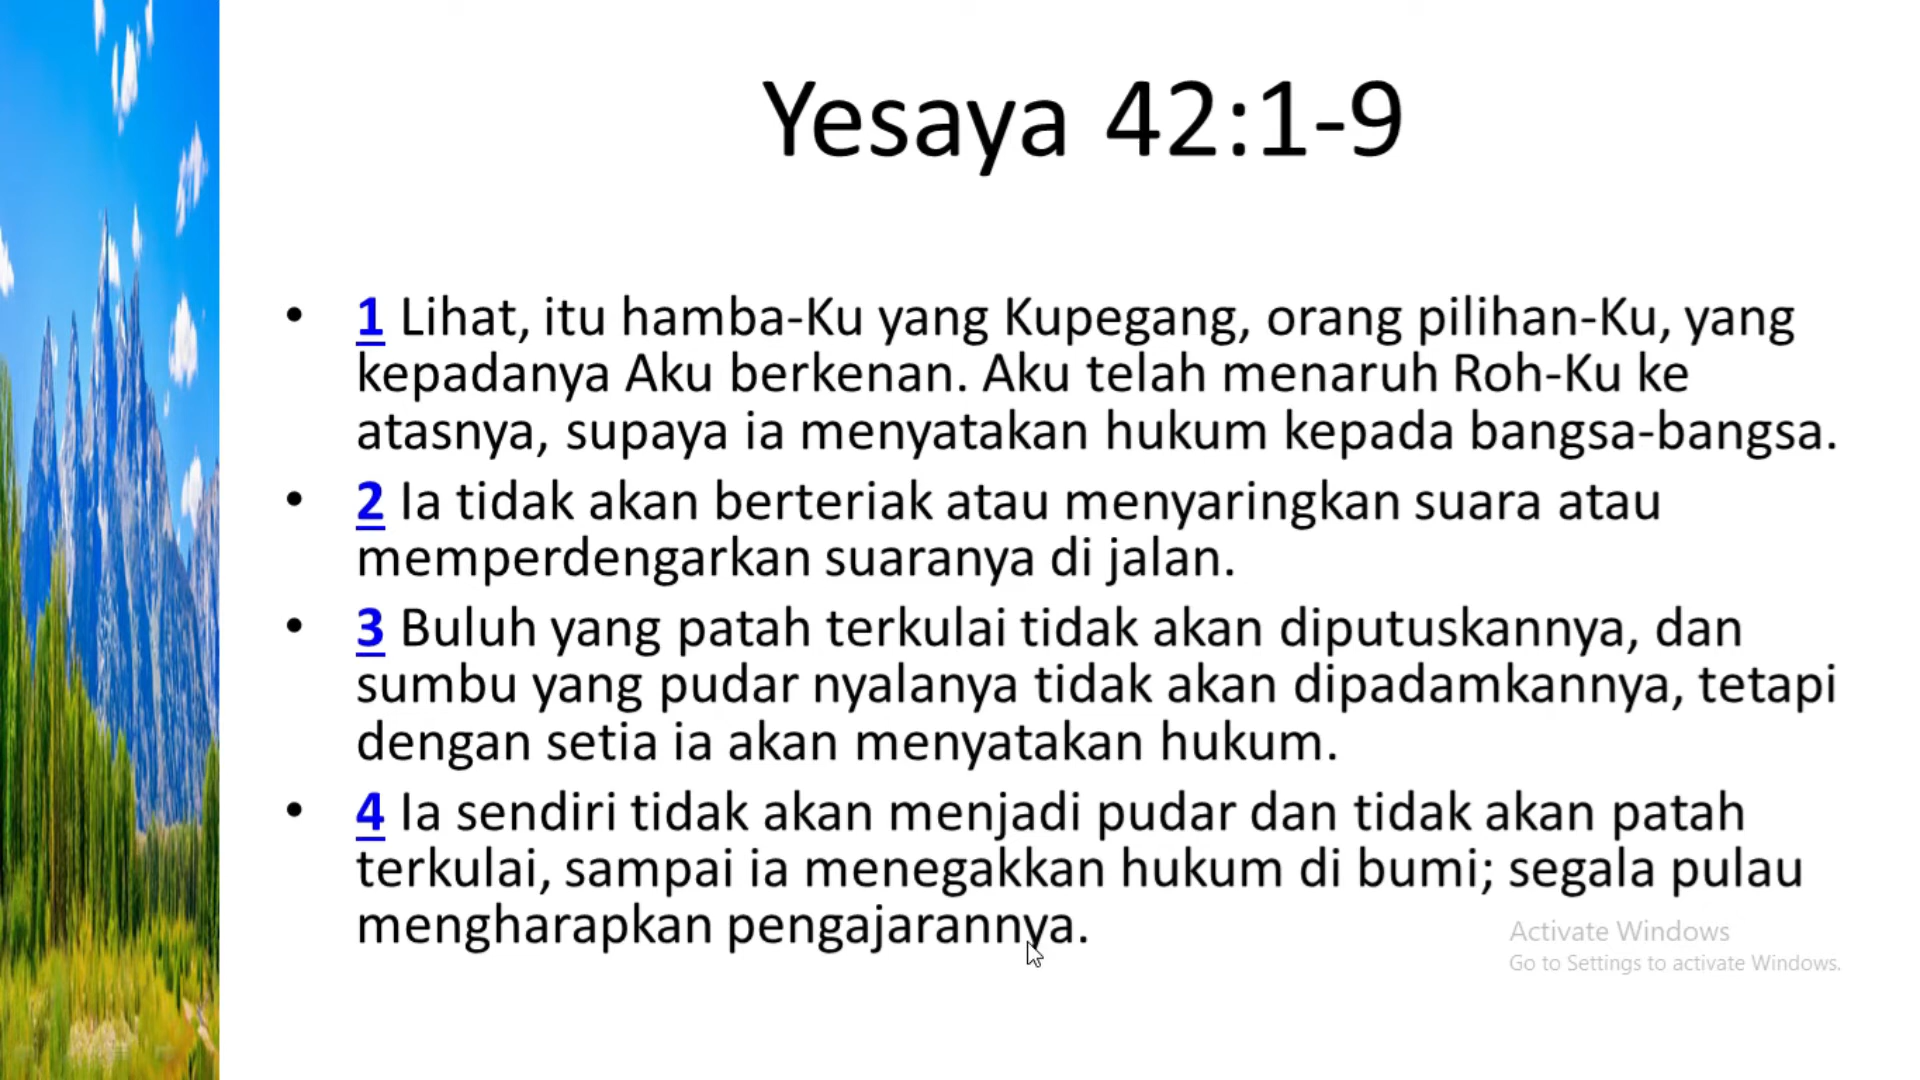 Yesaya 42:1-9
• 1 Lihat, itu hamba-Ku yang Kupegang, orang pilihan-Ku, yang
kepadanya Aku berkenan. Aku telah menaruh Roh-Ku ke
atasnya, supaya ia menyatakan hukum kepada bangsa-bangsa.
• 2 Ia tidak akan berteriak atau menyaringkan suara atau
memperdengarkan suaranya di jalan.
• 3 Buluh yang patah terkulai tidak akan diputuskannya, dan
sumbu yang pudar nyalanya tidak akan dipadamkannya, tetapi
dengan setia ia akan menyatakan hukum.
• 4 Ia sendiri tidak akan menjadi pudar dan tidak akan patah
terkulai, sampai ia menegakkan hukum di bumi; segala pulau
mengharapkan pengajarannya.
Activate Windows
Go to Settings to activate Windows.